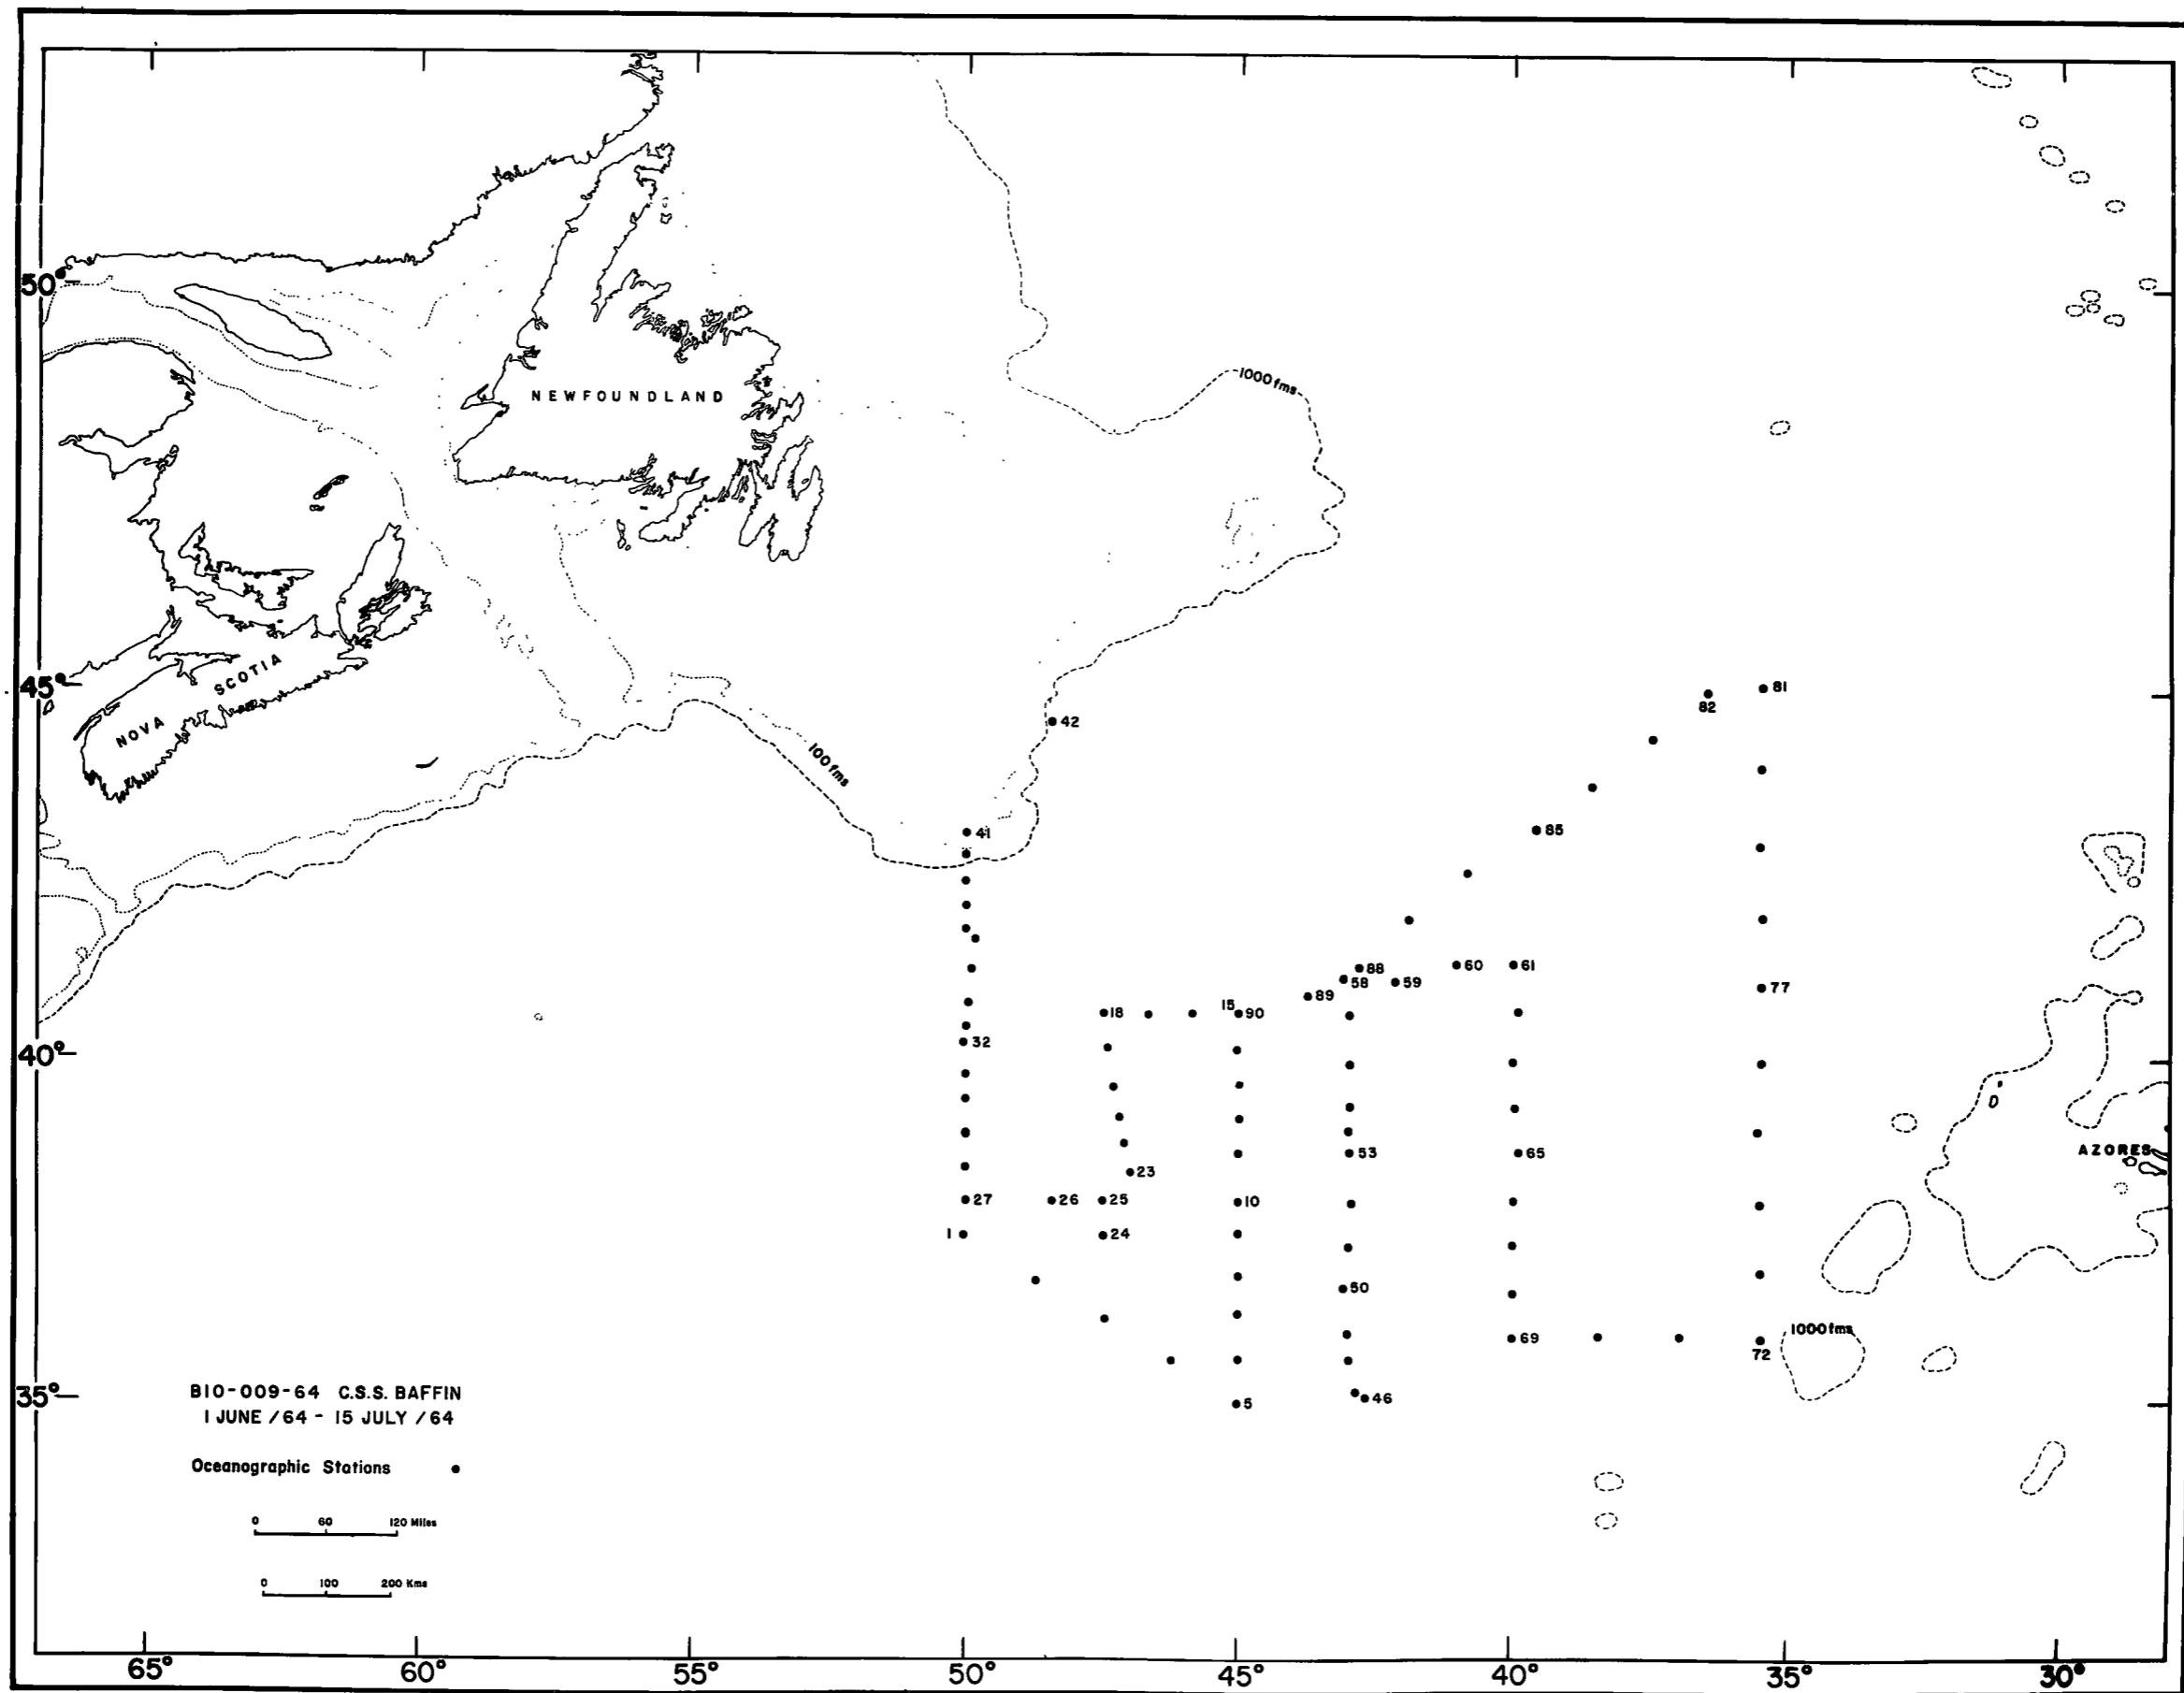 50°
NEWFOUNDLAND
1000 fms
45°
NOVA
SCOTIA
100 fms
42
41
82
81
85
88
58
59
60
61
89
15
90
18
77
40°
32
23
53
65
AZORES
27
26
25
10
1
24
50
1000 fms
69
72
35°
46
5
BIO-009-64 C.S.S. BAFFIN
1 JUNE /64 - 15 JULY /64
Oceanographic Stations
0 60 120 Miles
0 100 200 Kms
65° 60° 55° 50° 45° 40° 35° 30°